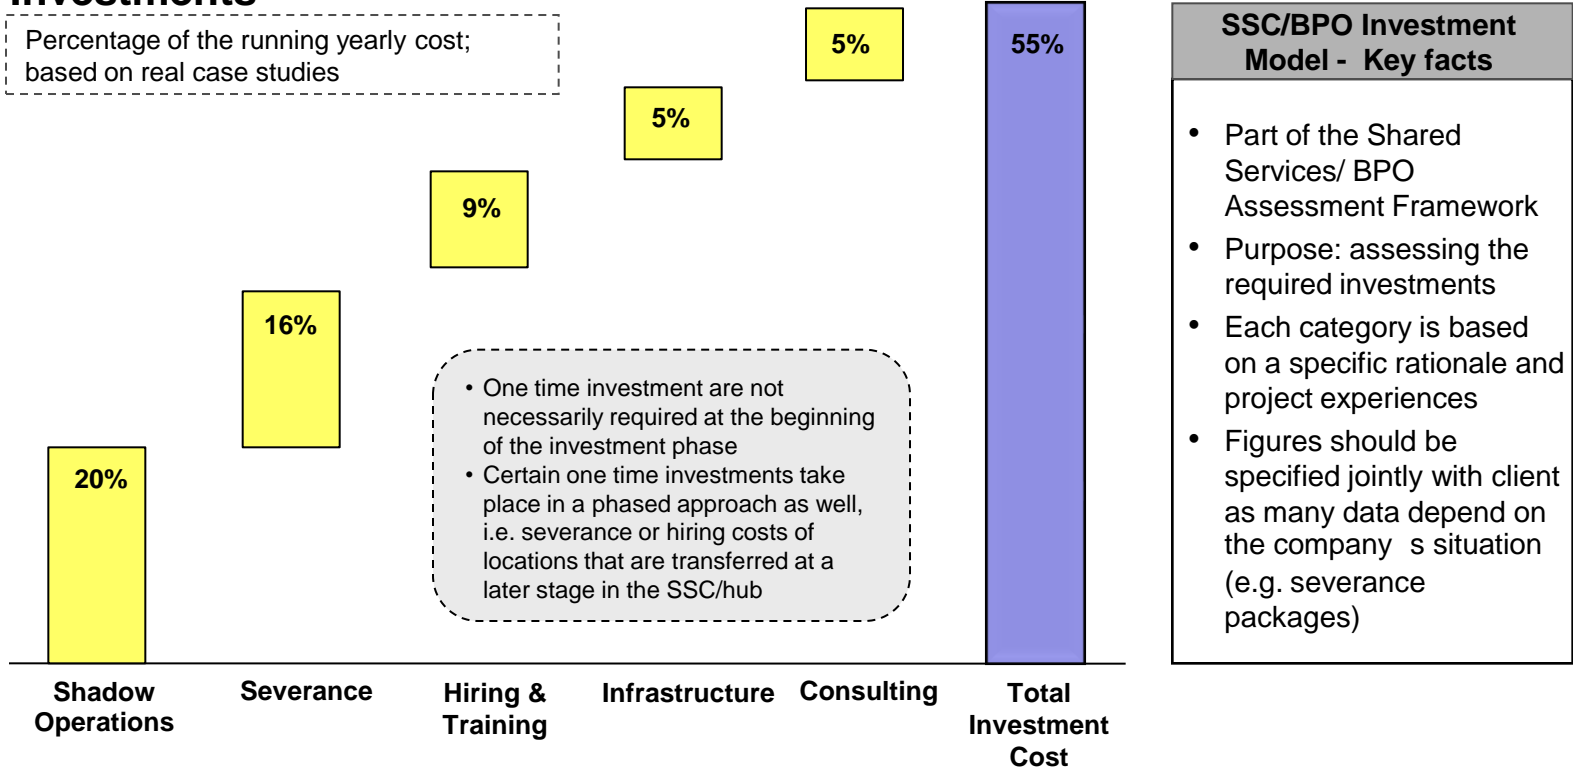 Investments
Percentage of the running yearly cost;
based on real case studies
20%
16%
9%
5%
5%
55%
• One time investment are not
necessarily required at the beginning
of the investment phase
• Certain one time investments take
place in a phased approach as well,
i.e. severance or hiring costs of
locations that are transferred at a
later stage in the SSC/hub
Shadow
Operations
Severance
Hiring &
Training
Infrastructure
Consulting
Total
Investment
Cost
SSC/BPO Investment
Model - Key facts
• Part of the Shared
Services/ BPO
Assessment Framework
• Purpose: assessing the
required investments
• Each category is based
on a specific rationale and
project experiences
• Figures should be
specified jointly with client
as many data depend on
the company s situation
(e.g. severance
packages)